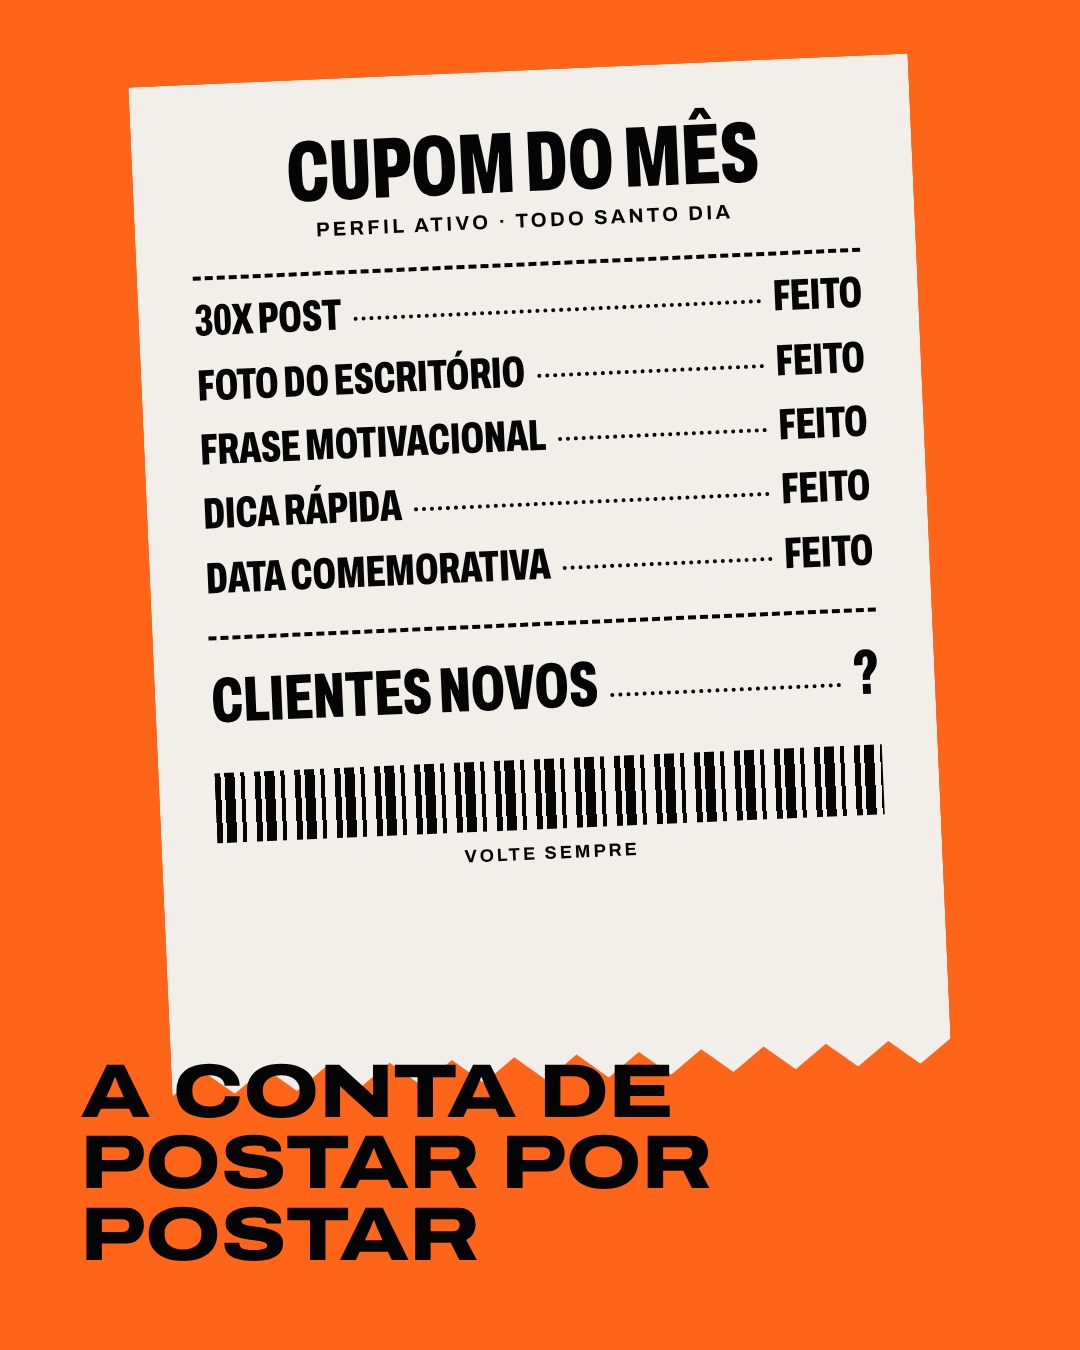 CUPOM DO MÊS
PERFIL ATIVO · TODO SANTO DIA
30X POST FEITO
FOTO DO ESCRITÓRIO FEITO
FRASE MOTIVACIONAL FEITO
DICA RÁPIDA FEITO
DATA COMEMORATIVA FEITO
CLIENTES NOVOS ?
VOLTE SEMPRE
A CONTA DE
POSTAR POR
POSTAR